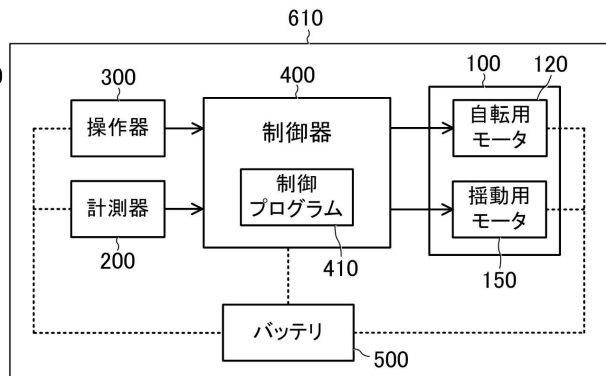 610
300
400
100
120
操作器
制御器
自転用
モータ
計測器
制御
プログラム
揺動用
モータ
200
410
150
バッテリ
500